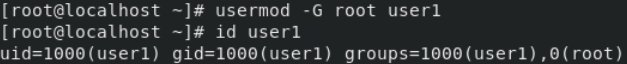 [root@localhost ~]# usermod -G root user1
[root@localhost ~]# id user1
uid=1000(user1) gid=1000(user1) groups=1000(user1),0(root)